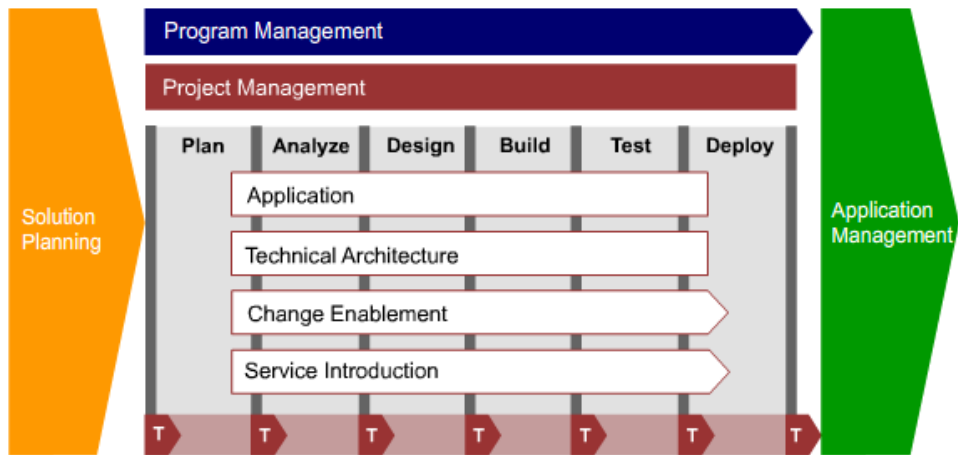 Program Management
Project Management
Plan Analyze Design Build Test Deploy
Application
Solution
Planning
Application
Management
Technical Architecture
Change Enablement
Service Introduction
T T T T T T T